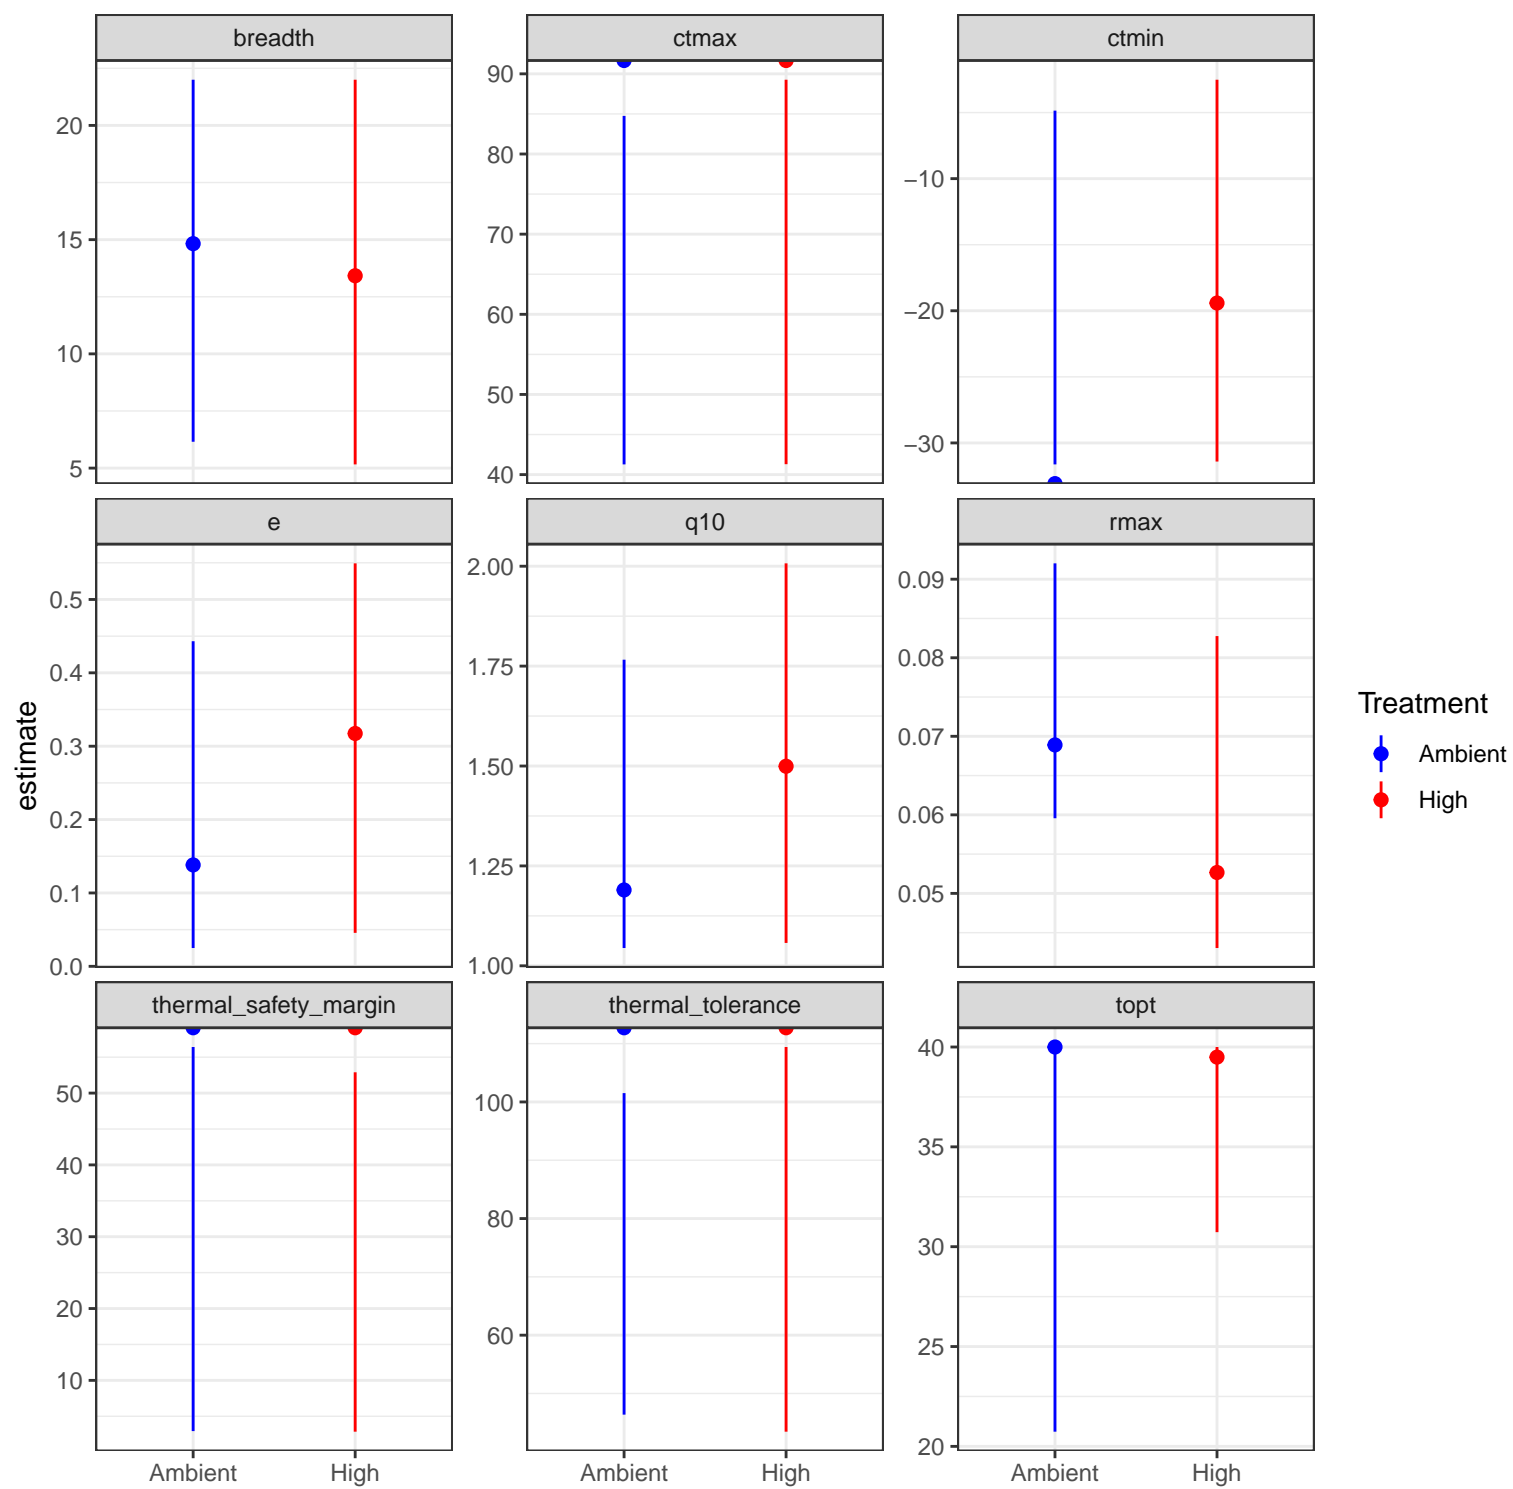 breadth
ctmax
ctmin
20
15
10
5
90
80
70
60
50
40
−10
−20
−30
e
q10
rmax
0.5
0.4
0.3
0.2
0.1
0.0
2.00
1.75
1.50
1.25
1.00
0.09
0.08
0.07
0.06
0.05
estimate
Treatment
Ambient
High
thermal_safety_margin
thermal_tolerance
topt
50
40
30
20
10
100
80
60
40
35
30
25
20
Ambient High
Ambient High
Ambient High